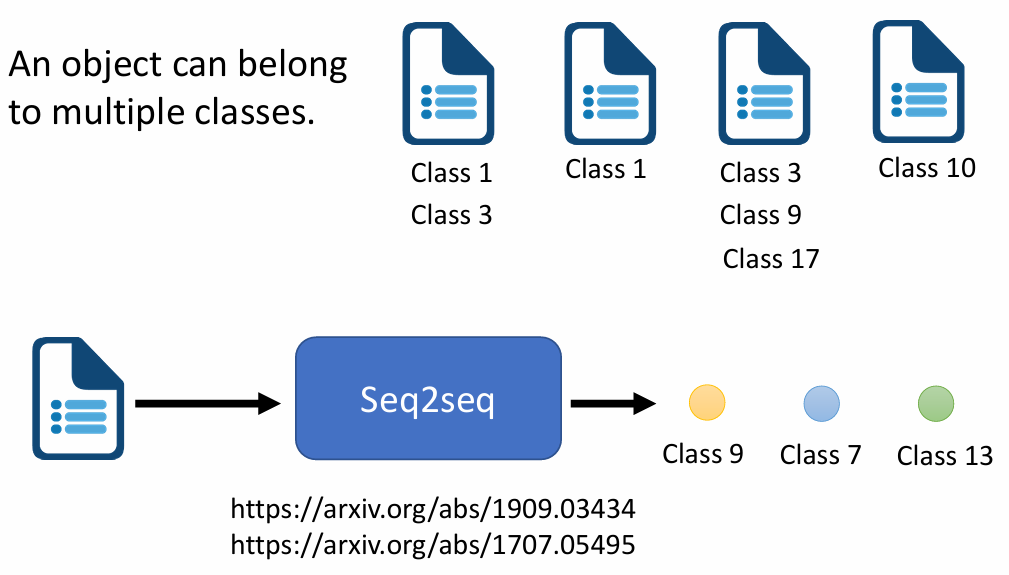 An object can belong
to multiple classes.
Class 1
Class 3
Class 1
Class 3
Class 9
Class 17
Class 10
Seq2seq
Class 9
Class 7
Class 13
https://arxiv.org/abs/1909.03434
https://arxiv.org/abs/1707.05495